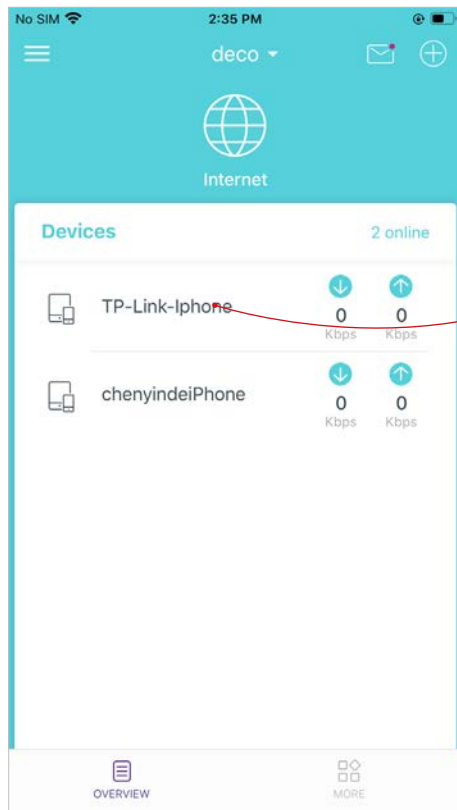 No SIM 2:35 PM
deco
Internet
Devices 2 online
TP-Link-Iphone 0 0
Kbps Kbps
chenyindeiPhone 0 0
Kbps Kbps
OVERVIEW MORE